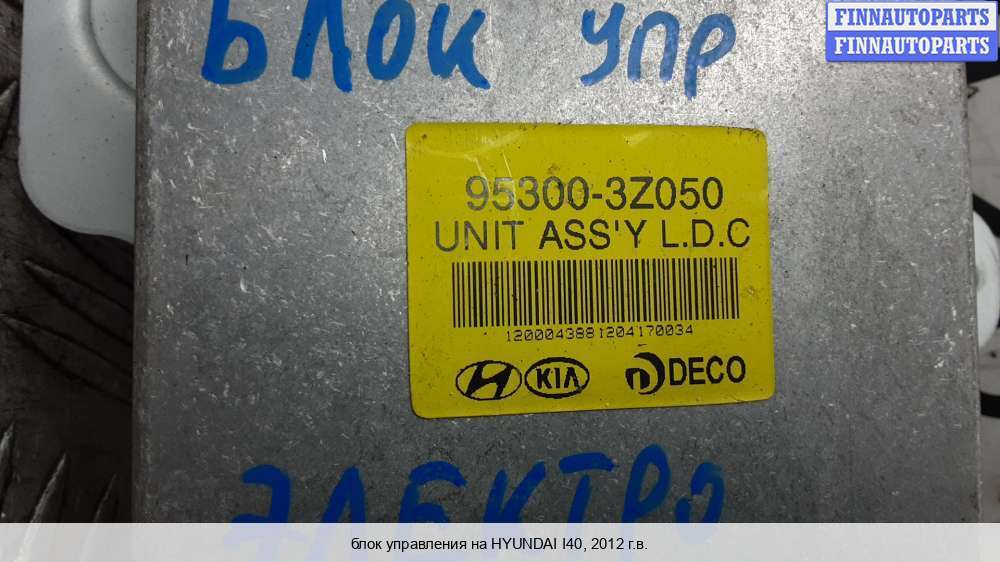 FINNAUTOPARTS
FINNAUTOPARTS
БЛОК УПР
95300-3Z050
UNIT ASS'Y L.D.C
1200043881204170034
KIA DECO
ЭЛЕКТРО
блок управления на HYUNDAI I40, 2012 г.в.